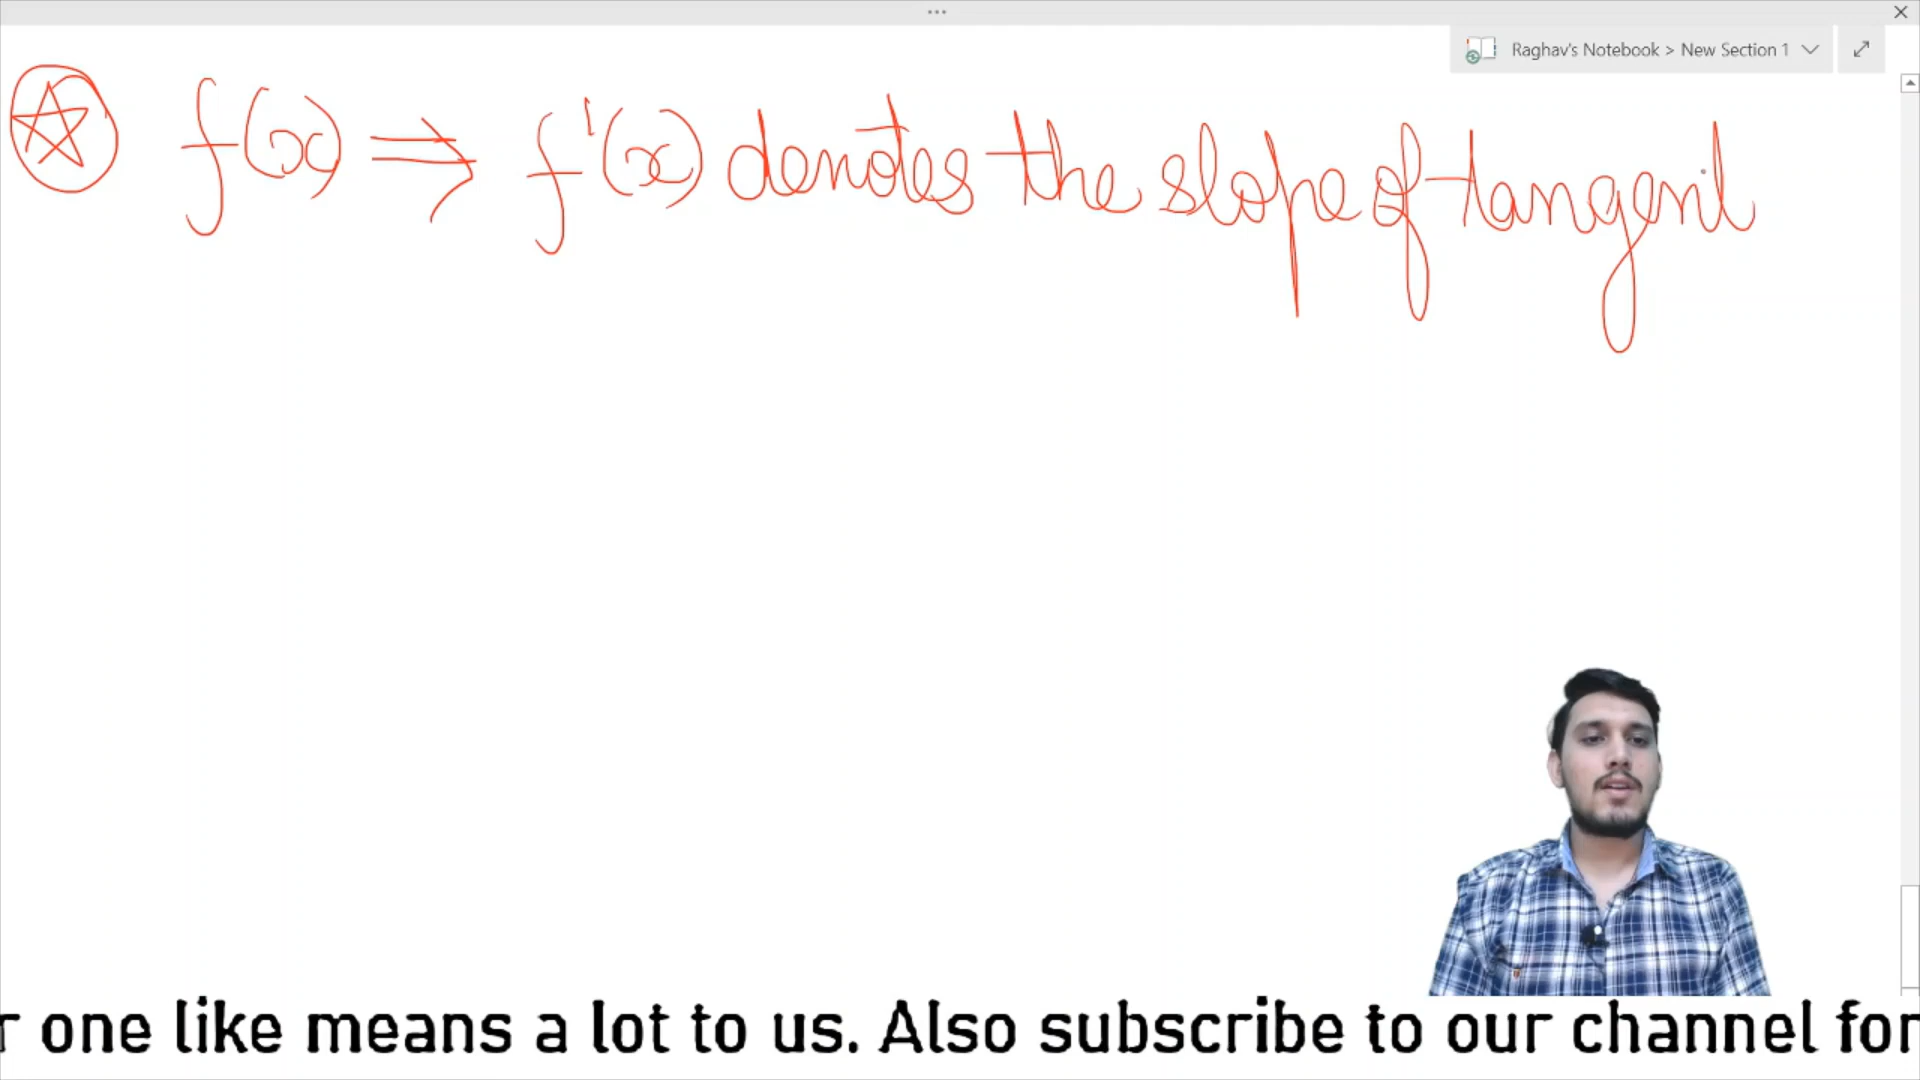 Raghav's Notebook > New Section 1
f(x) ⇒ f'(x) denotes the slope of tangent
one like means a lot to us. Also subscribe to our channel for